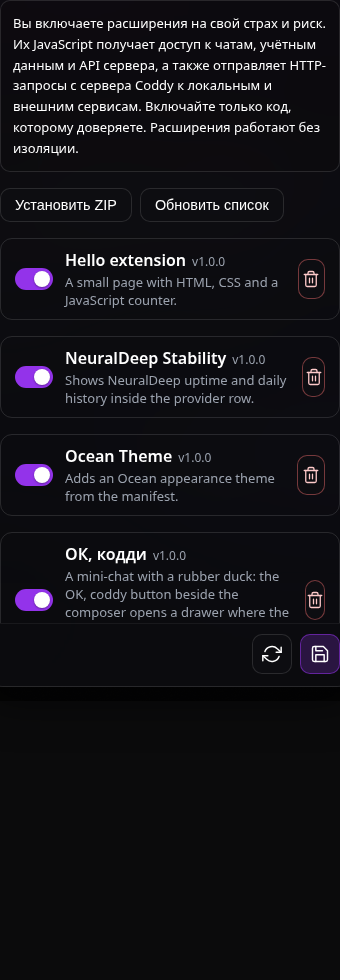 Вы включаете расширения на свой страх и риск.
Их JavaScript получает доступ к чатам, учётным
данным и API сервера, а также отправляет HTTP-
запросы с сервера Coddy к локальным и
внешним сервисам. Включайте только код,
которому доверяете. Расширения работают без
изоляции.
Установить ZIP Обновить список
Hello extension v1.0.0
A small page with HTML, CSS and a
JavaScript counter.
NeuralDeep Stability v1.0.0
Shows NeuralDeep uptime and daily
history inside the provider row.
Ocean Theme v1.0.0
Adds an Ocean appearance theme
from the manifest.
ОК, кодди v1.0.0
A mini-chat with a rubber duck: the
OK, coddy button beside the
composer opens a drawer where the